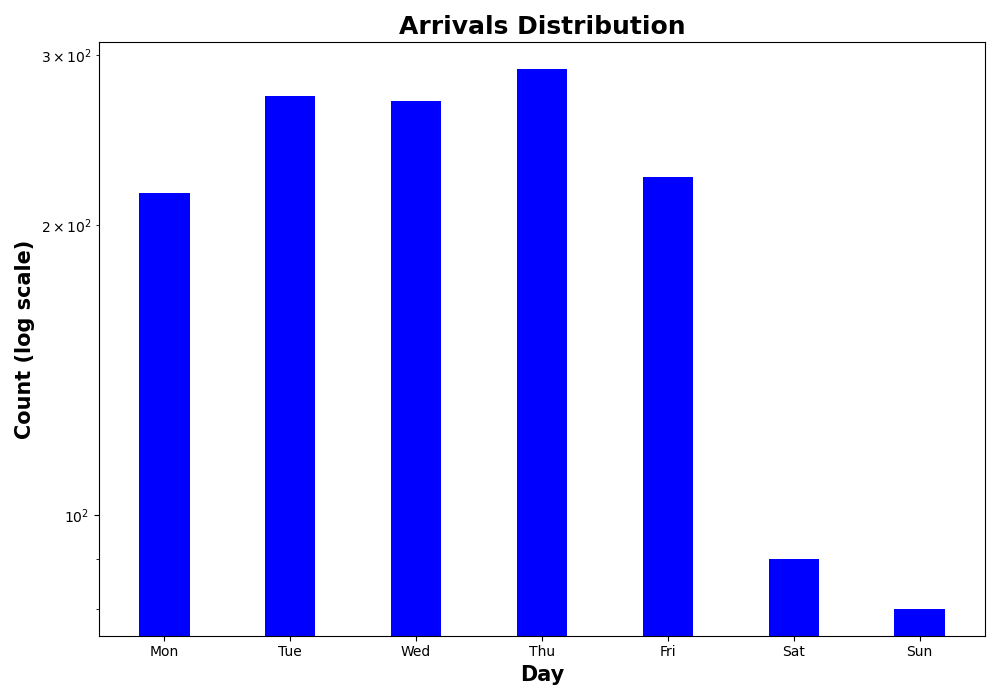 Arrivals Distribution
3 × 10²
2 × 10²
10²
Count (log scale)
Mon Tue Wed Thu Fri Sat Sun
Day